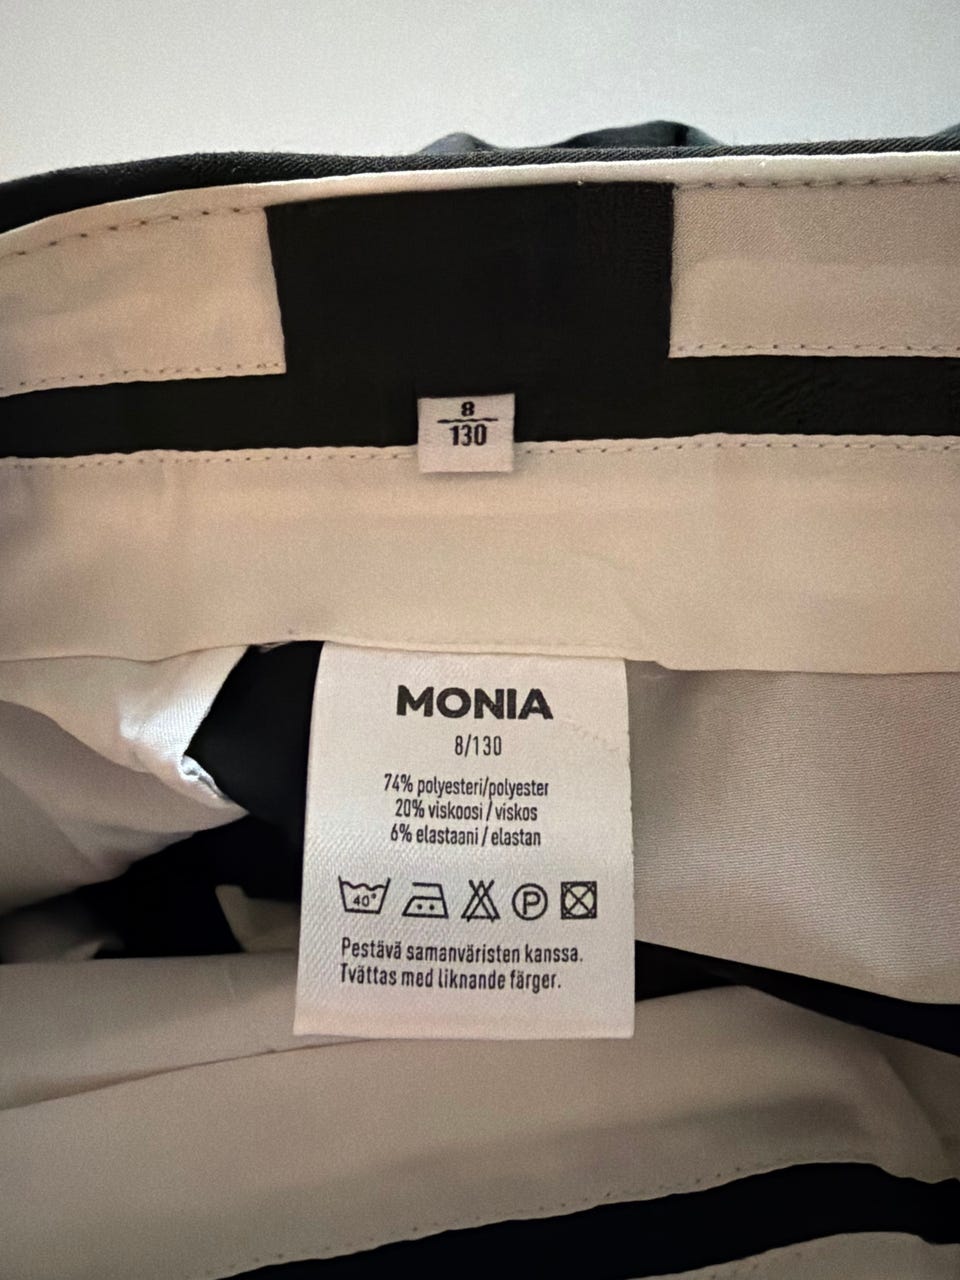 8
130
MONIA
8/130
74% polyesteri/polyester
20% viskoosi / viskos
6% elastaani / elastan
40°
P
Pestävä samanväristen kanssa.
Tvättas med liknande färger.